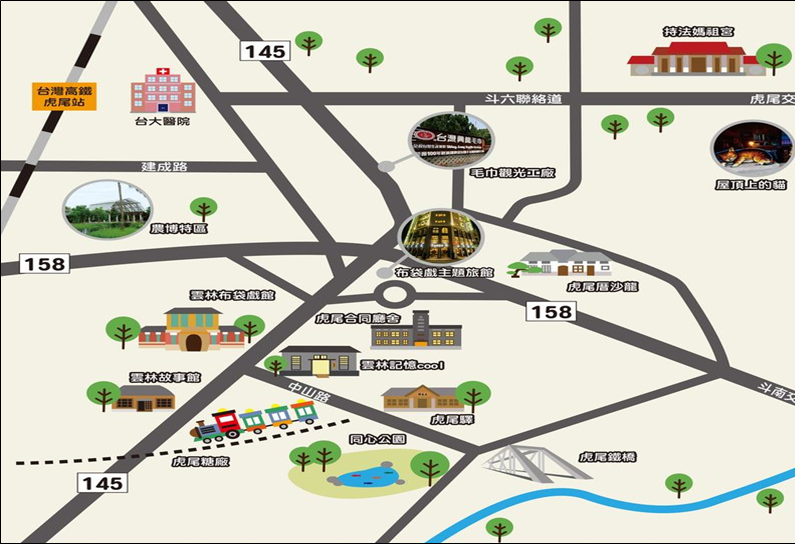 145
持法媽祖宮
台灣高鐵
虎尾站
台大醫院
斗六聯絡道
虎尾交
台灣興隆毛巾
毛巾觀光工廠
屋頂上的貓
建成路
農博特區
158
布袋戲主題旅館
虎尾厝沙龍
雲林布袋戲館
158
虎尾合同廳舍
雲林記憶cool
雲林故事館
中山路
斗南交
虎尾驛
同心公園
虎尾糖廠
虎尾鐵橋
145